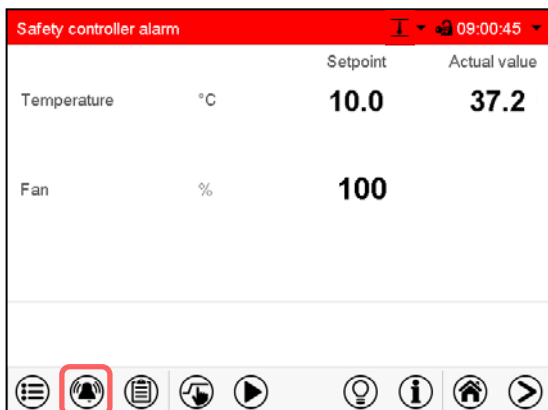 Safety controller alarm 09:00:45
Setpoint Actual value
Temperature °C 10.0 37.2
Fan % 100